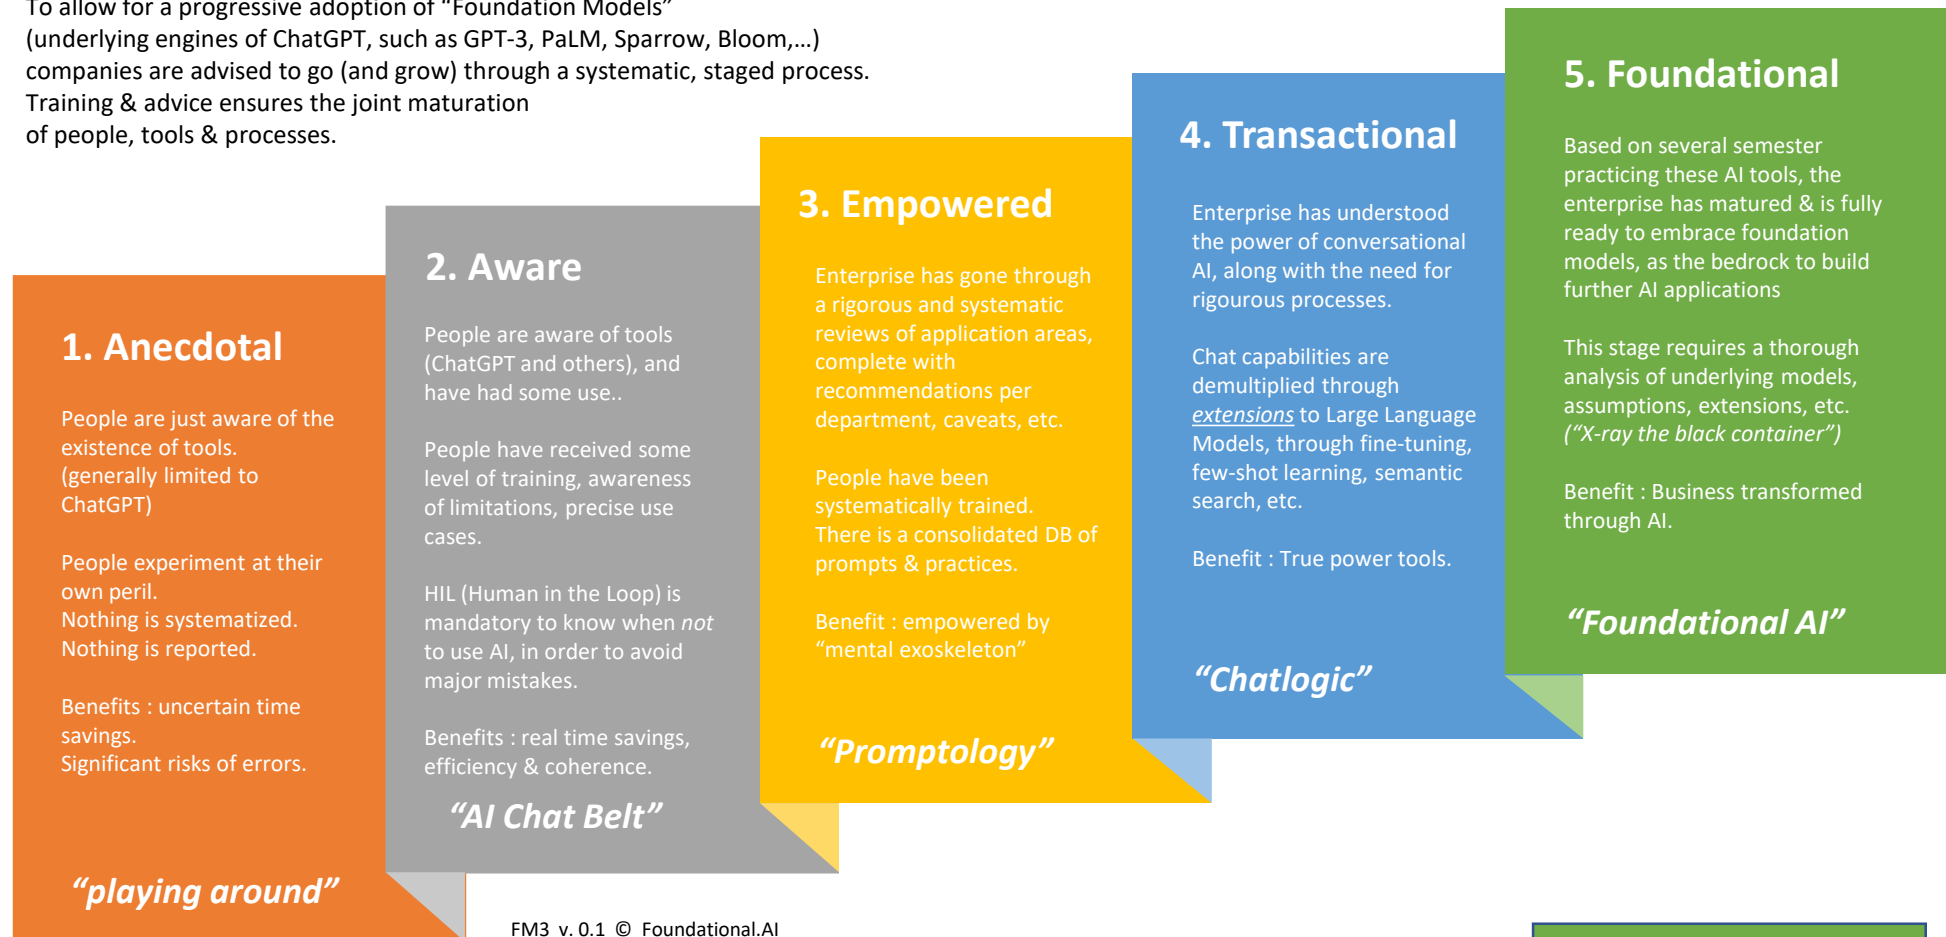 To allow for a progressive adoption of “Foundation Models”
(underlying engines of ChatGPT, such as GPT-3, PaLM, Sparrow, Bloom,…)
companies are advised to go (and grow) through a systematic, staged process.
Training & advice ensures the joint maturation
of people, tools & processes.
1. Anecdotal
People are just aware of the
existence of tools.
(generally limited to
ChatGPT)
People experiment at their
own peril.
Nothing is systematized.
Nothing is reported.
Benefits : uncertain time
savings.
Significant risks of errors.
“playing around”
2. Aware
People are aware of tools
(ChatGPT and others), and
have had some use..
People have received some
level of training, awareness
of limitations, precise use
cases.
HIL (Human in the Loop) is
mandatory to know when not
to use AI, in order to avoid
major mistakes.
Benefits : real time savings,
efficiency & coherence.
“AI Chat Belt”
3. Empowered
Enterprise has gone through
a rigorous and systematic
reviews of application areas,
complete with
recommendations per
department, caveats, etc.
People have been
systematically trained.
There is a consolidated DB of
prompts & practices.
Benefit : empowered by
“mental exoskeleton”
“Promptology”
4. Transactional
Enterprise has understood
the power of conversational
AI, along with the need for
rigourous processes.
Chat capabilities are
demultiplied through
extensions to Large Language
Models, through fine-tuning,
few-shot learning, semantic
search, etc.
Benefit : True power tools.
“Chatlogic”
5. Foundational
Based on several semester
practicing these AI tools, the
enterprise has matured & is fully
ready to embrace foundation
models, as the bedrock to build
further AI applications
This stage requires a thorough
analysis of underlying models,
assumptions, extensions, etc.
(“X-ray the black container”)
Benefit : Business transformed
through AI.
“Foundational AI”
FM3 v. 0.1 © Foundational.AI